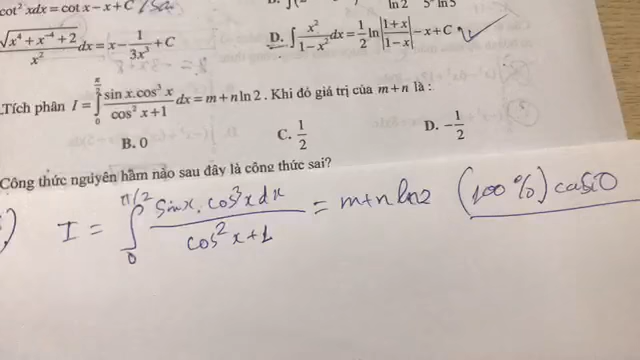 cot²xdx = cot x − x + C
√(x⁴ + x⁻⁴ + 2) / x² dx = x − 1/(3x³) + C
D. ∫ x²/(1−x²) dx = 1/2 ln|(1+x)/(1−x)| − x + C
Tích phân I = ∫₀^(π/2) (sin x.cos³ x)/(cos² x+1) dx = m + n ln 2 . Khi đó giá trị của m + n là :
B. 0 C. 1/2 D. −1/2
Công thức nguyên hàm nào sau đây là công thức sai?
I = ∫₀^(π/2) (sinx. cos³x dx)/(cos²x+1) = m+n ln2 (100%) casio